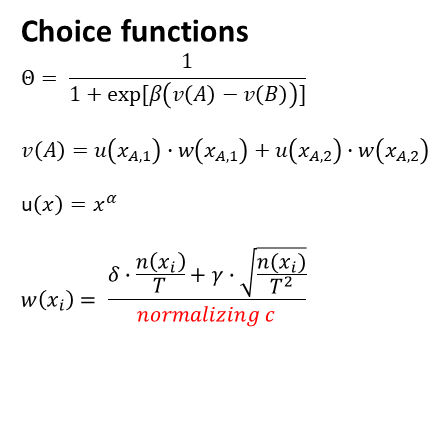 Choice functions
Θ = 1 / 1 + exp[β(v(A) − v(B))]
v(A) = u(x_{A,1}) · w(x_{A,1}) + u(x_{A,2}) · w(x_{A,2})
u(x) = x^α
w(x_i) = δ · n(x_i)/T + γ · √(n(x_i)/T²) / normalizing c